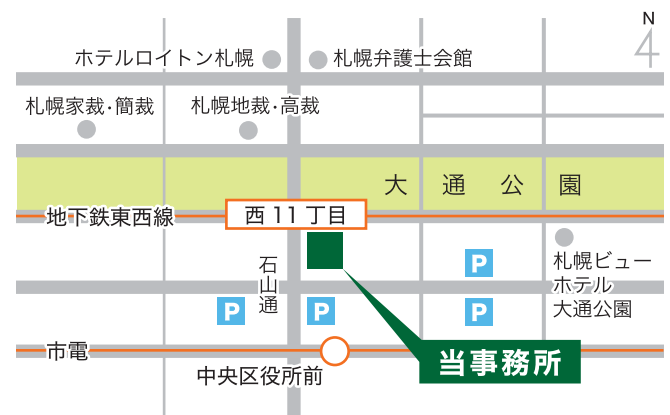 N
ホテルロイトン札幌
札幌弁護士会館
札幌家裁・簡裁
札幌地裁・高裁
大通公園
地下鉄東西線
西11丁目
石山通
P
札幌ビュー
ホテル
大通公園
P
P
P
市電
中央区役所前
当事務所